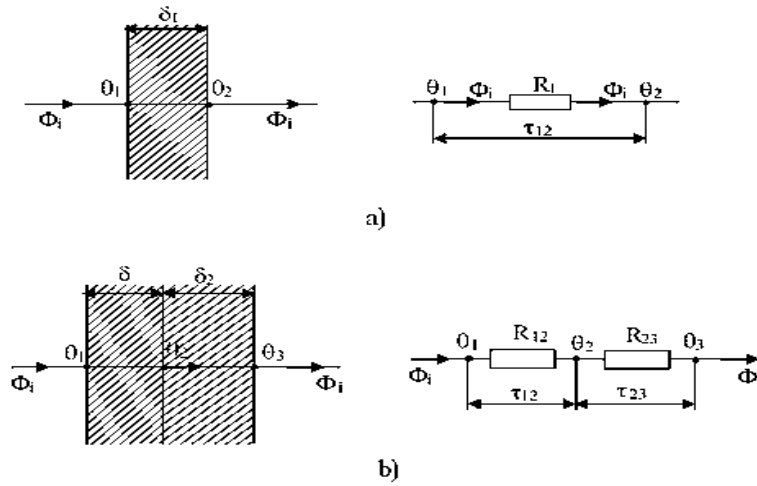 δ₁
θ₁ θ₂
Φᵢ Φᵢ
θ₁ Φᵢ R₁ Φᵢ θ₂
τ₁₂
a)
δ δ₂
θ₁ θ₃
Φᵢ Φᵢ
θ₁ R₁₂ θ₂ R₂₃ θ₃
Φᵢ Φ
τ₁₂ τ₂₃
b)